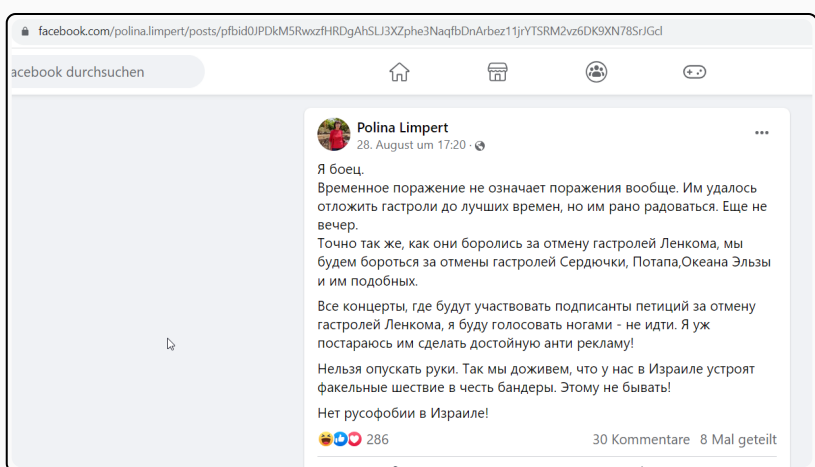 facebook.com/polina.limpert/posts/pfbid0JPDkM5RwxzfHRDgAhSLJ3XZphe3NaqfbDnArbez11jrYTSRM2vz6DK9XN78SrJGcl
acebook durchsuchen
Polina Limpert
28. August um 17:20 ·
Я боец.
Временное поражение не означает поражения вообще. Им удалось
отложить гастроли до лучших времен, но им рано радоваться. Еще не
вечер.
Точно так же, как они боролись за отмену гастролей Ленкома, мы
будем бороться за отмены гастролей Сердючки, Потапа,Океана Эльзы
и им подобных.
Все концерты, где будут участвовать подписанты петиций за отмену
гастролей Ленкома, я буду голосовать ногами - не идти. Я уж
постараюсь им сделать достойную анти рекламу!
Нельзя опускать руки. Так мы доживем, что у нас в Израиле устроят
факельные шествие в честь бандеры. Этому не бывать!
Нет русофобии в Израиле!
286
30 Kommentare 8 Mal geteilt